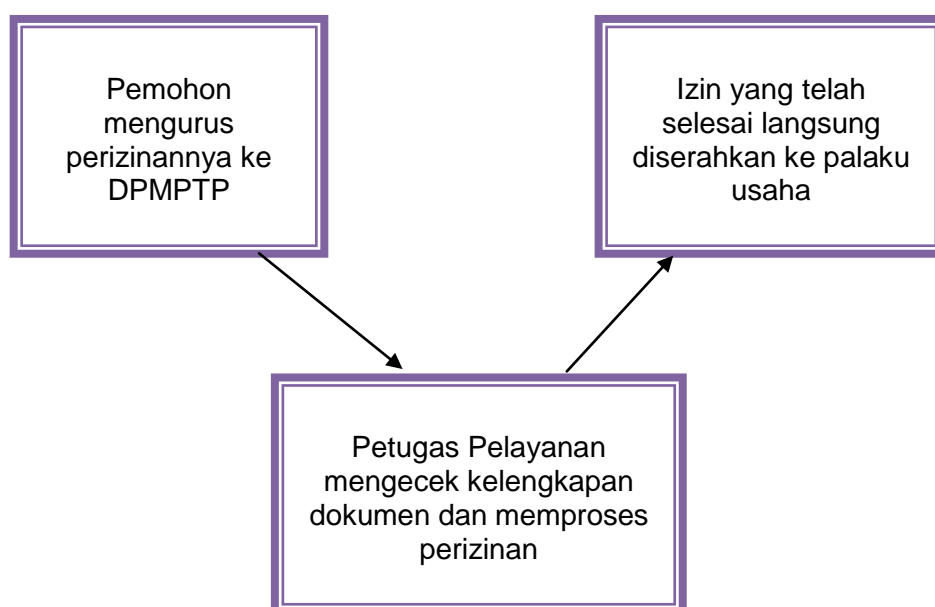 Pemohon
mengurus
perizinannya ke
DPMPTP
Petugas Pelayanan
mengecek kelengkapan
dokumen dan memproses
perizinan
Izin yang telah
selesai langsung
diserahkan ke palaku
usaha